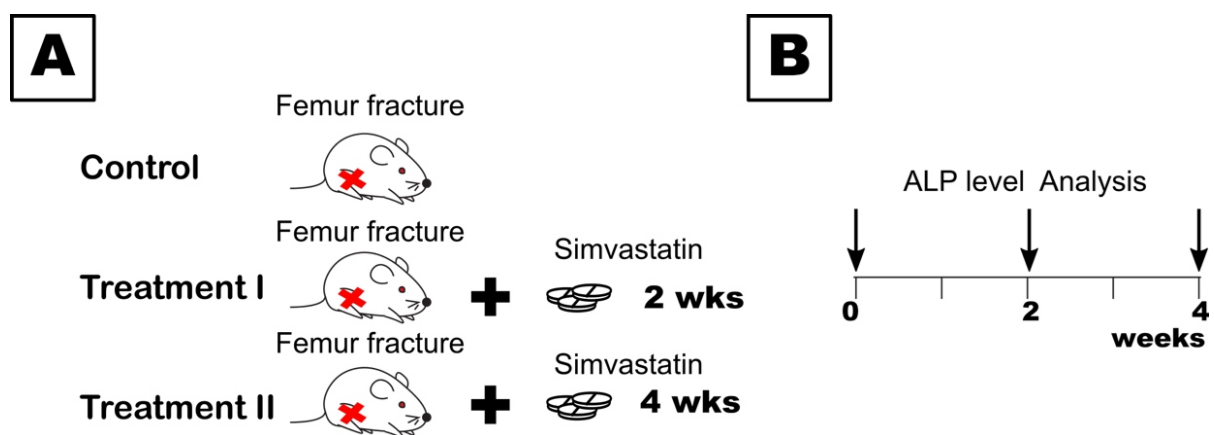 A
Femur fracture
Control
Femur fracture
Treatment I
Simvastatin
2 wks
Femur fracture
Treatment II
Simvastatin
4 wks
B
ALP level Analysis
0 2 4
weeks